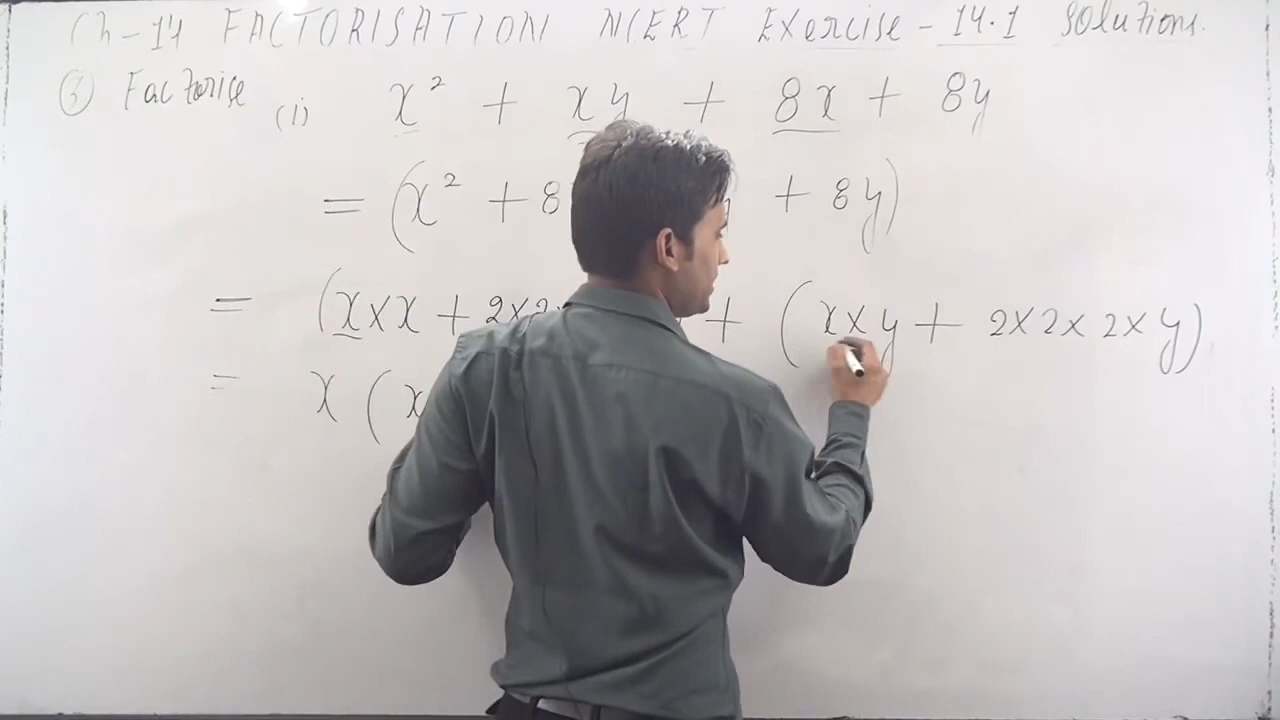 Ch-14 FACTORISATION NCERT Exercise-14.1 Solutions.
③ Factorise (i) x² + xy + 8x + 8y
= (x² + 8 + 8y)
= (x×x + 2×2 + (x×y + 2×2×2×y)
= x (x